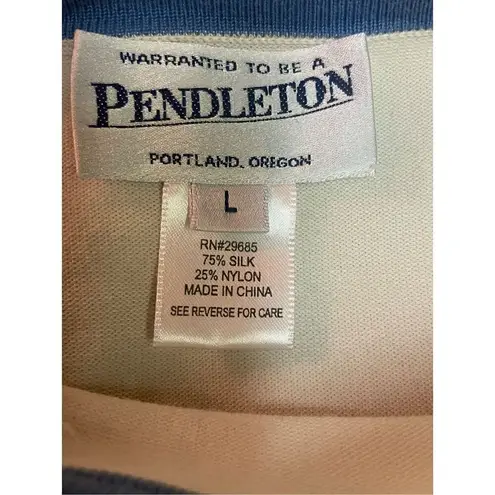 WARRANTED TO BE A
PENDLETON
PORTLAND, OREGON
L
RN#29685
75% SILK
25% NYLON
MADE IN CHINA
SEE REVERSE FOR CARE